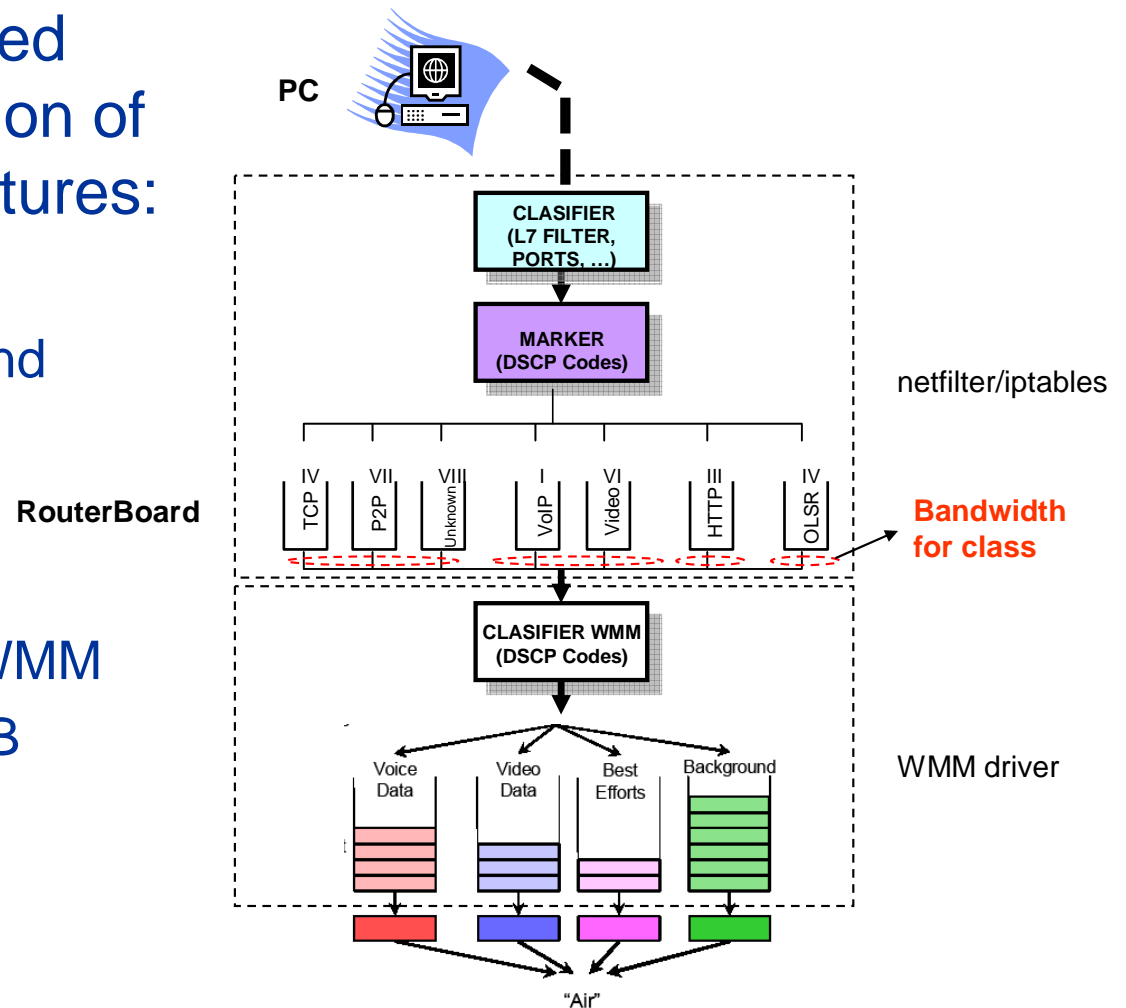 ed
ion of
tures:
nd
WMM
B
PC
CLASIFIER
(L7 FILTER,
PORTS, …)
MARKER
(DSCP Codes)
netfilter/iptables
IV VII VIII I VI III IV
TCP
P2P
Unknown
VoIP
Video
HTTP
OLSR
RouterBoard
Bandwidth
for class
CLASIFIER WMM
(DSCP Codes)
WMM driver
Voice
Data
Video
Data
Best
Efforts
Background
“Air”